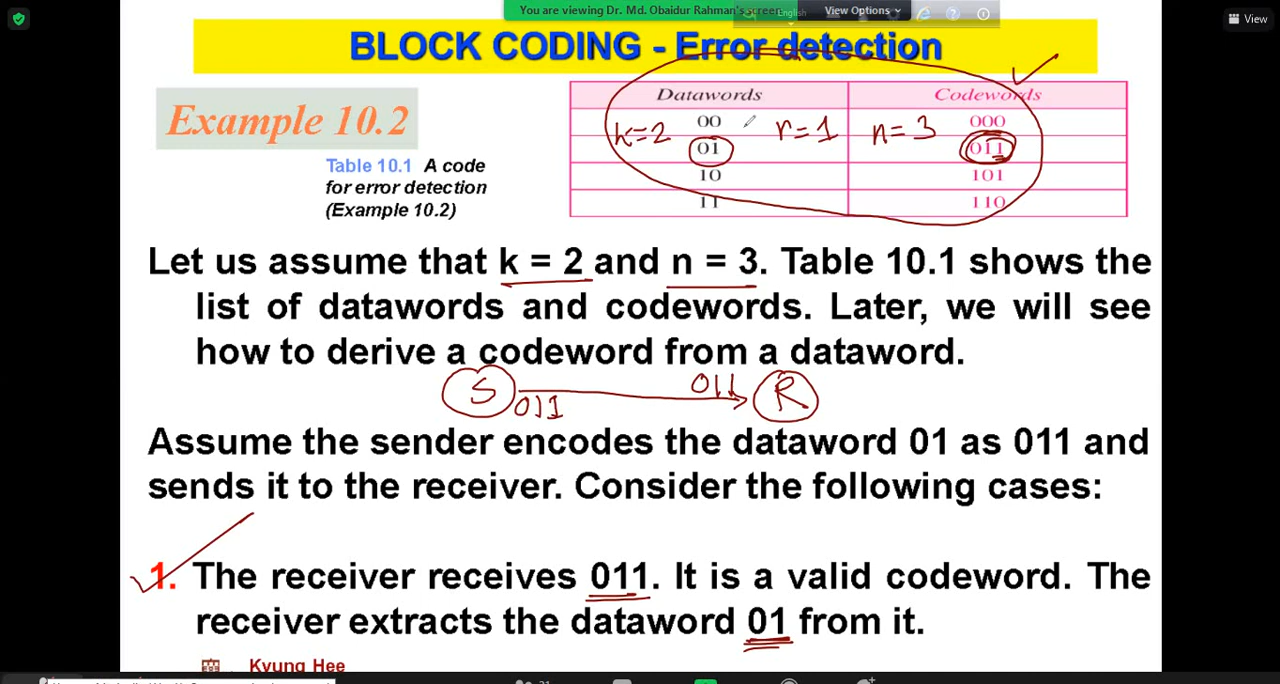 You are viewing Dr. Md. Obaidur Rahman's screen
English
View Options
View
BLOCK CODING - Error detection
Example 10.2
Table 10.1 A code
for error detection
(Example 10.2)
Datawords Codewords
00 000
k=2 r=1 n=3
01 011
10 101
11 110
Let us assume that k = 2 and n = 3. Table 10.1 shows the
list of datawords and codewords. Later, we will see
how to derive a codeword from a dataword.
S 011 011 R
Assume the sender encodes the dataword 01 as 011 and
sends it to the receiver. Consider the following cases:
1. The receiver receives 011. It is a valid codeword. The
receiver extracts the dataword 01 from it.
Kyung Hee